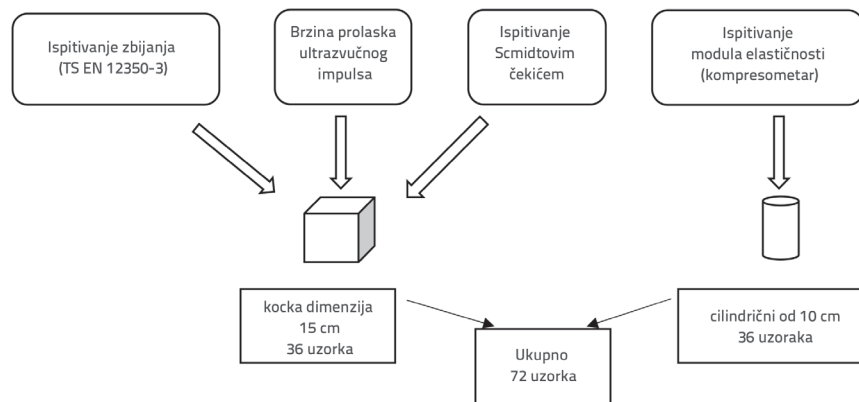 Ispitivanje zbijanja
(TS EN 12350-3)
Brzina prolaska
ultrazvučnog
impulsa
Ispitivanje
Scmidtovim
čekićem
Ispitivanje
modula elastičnosti
(kompresometar)
kocka dimenzija
15 cm
36 uzorka
cilindrični od 10 cm
36 uzoraka
Ukupno
72 uzorka